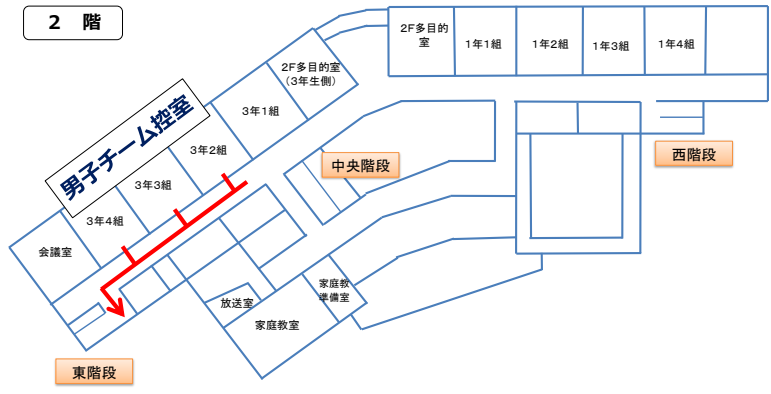 ２　階
2F多目的
室
1年1組
1年2組
1年3組
1年4組
2F多目的室
（3年生側）
3年1組
3年2組
3年3組
3年4組
会議室
男子チーム控室
中央階段
西階段
家庭教
準備室
放送室
家庭教室
東階段